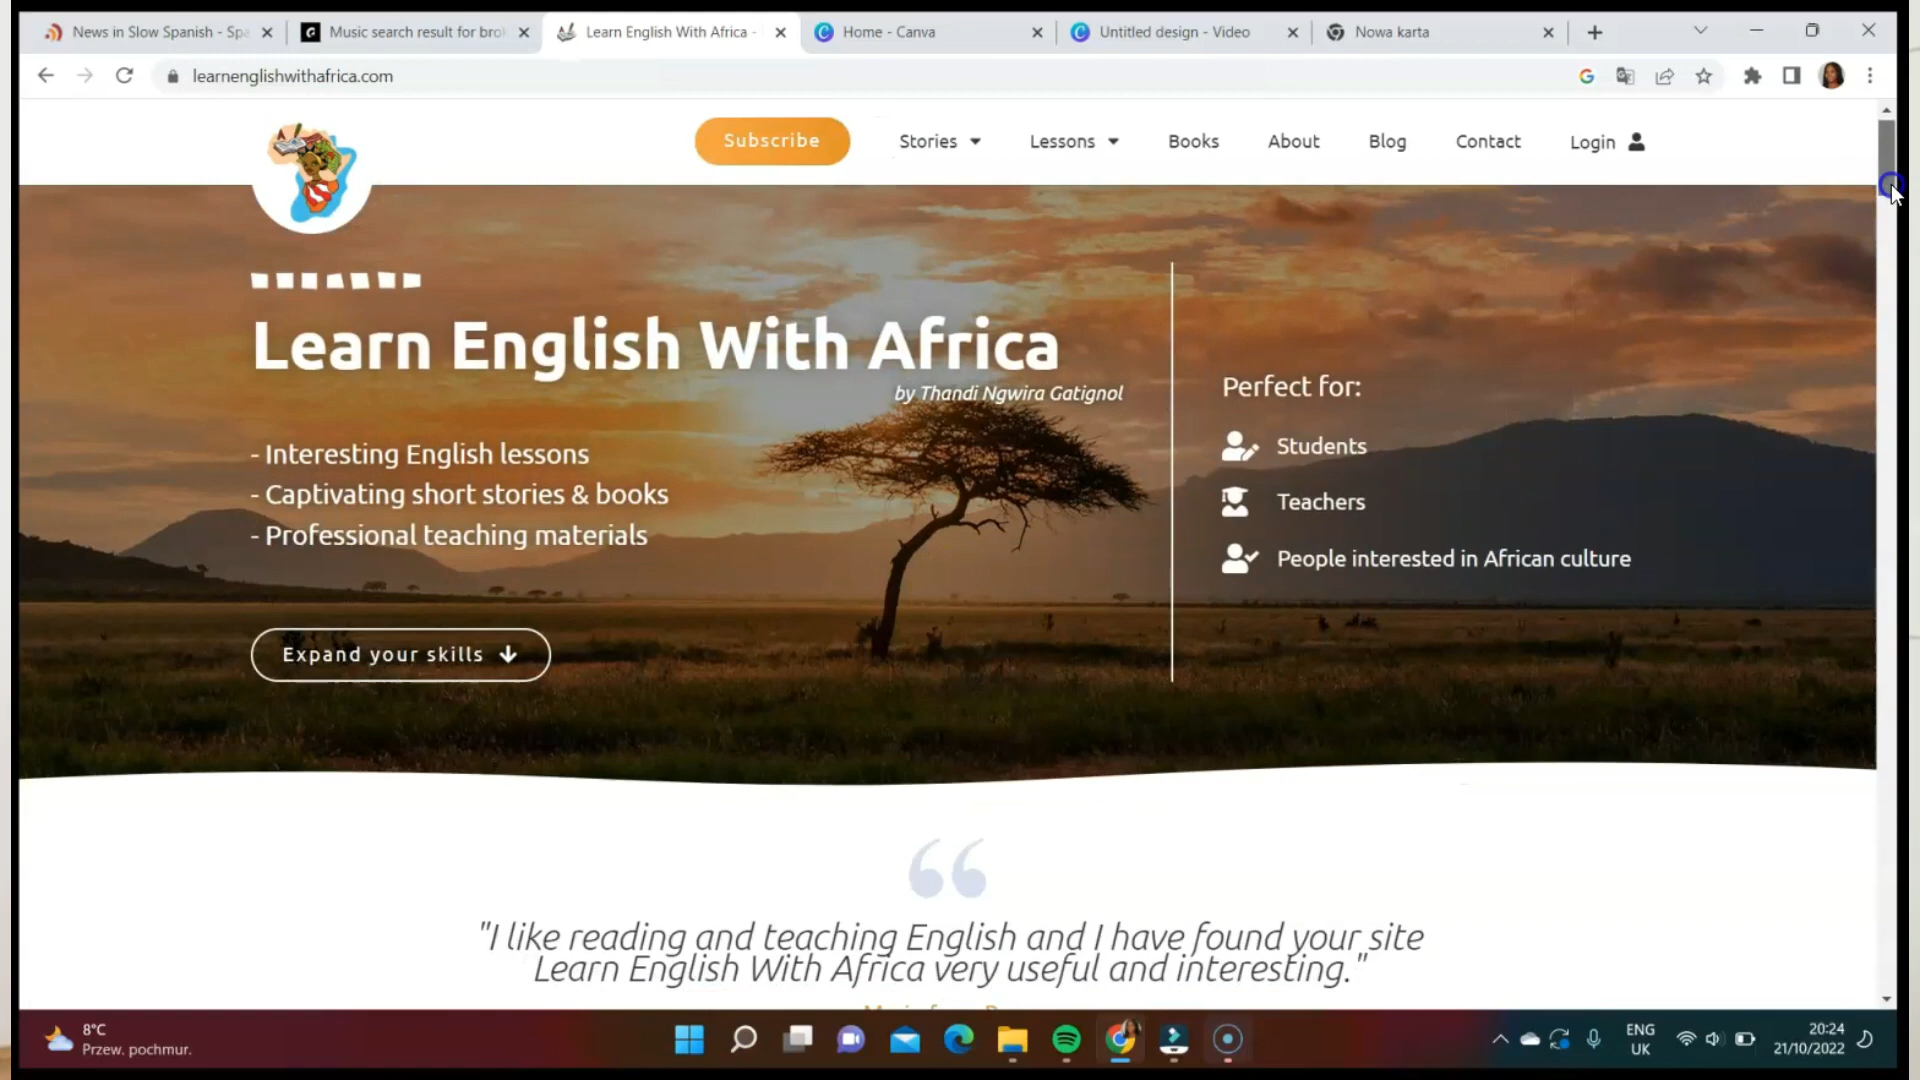 News in Slow Spanish - Spa
Music search result for bro
Learn English With Africa -
Home - Canva
Untitled design - Video
Nowa karta
learnenglishwithafrica.com
Subscribe
Stories
Lessons
Books
About
Blog
Contact
Login
Learn English With Africa
by Thandi Ngwira Gatignol
- Interesting English lessons
- Captivating short stories & books
- Professional teaching materials
Expand your skills
Perfect for:
Students
Teachers
People interested in African culture
"I like reading and teaching English and I have found your site
Learn English With Africa very useful and interesting."
8°C
Przew. pochmur.
ENG
UK
20:24
21/10/2022